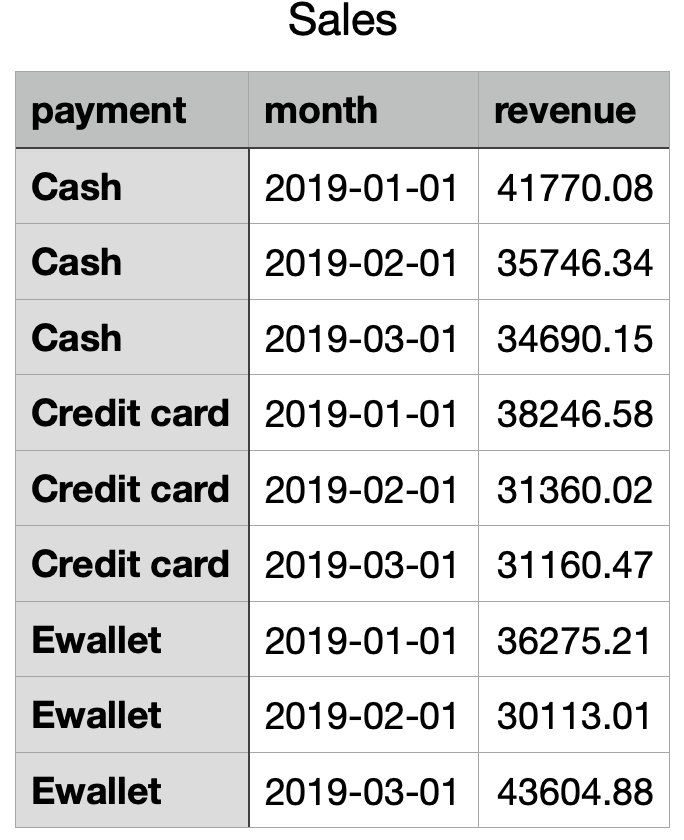 Sales
payment month revenue
Cash 2019-01-01 41770.08
Cash 2019-02-01 35746.34
Cash 2019-03-01 34690.15
Credit card 2019-01-01 38246.58
Credit card 2019-02-01 31360.02
Credit card 2019-03-01 31160.47
Ewallet 2019-01-01 36275.21
Ewallet 2019-02-01 30113.01
Ewallet 2019-03-01 43604.88